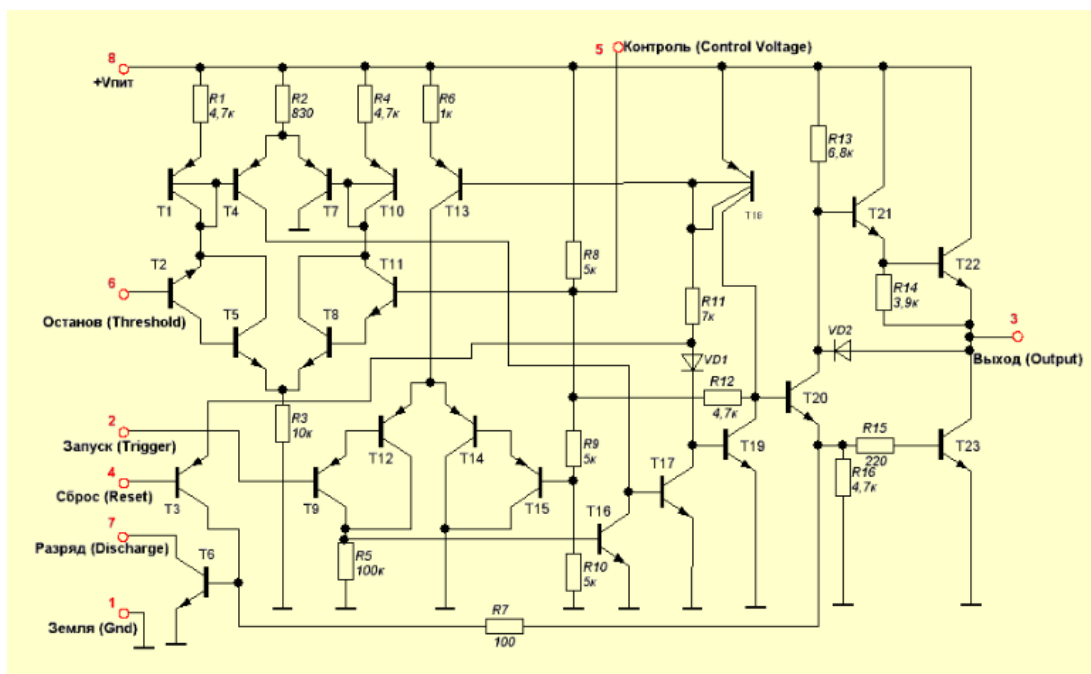 5 Контроль (Control Voltage)
8
+Vпит
R1
4,7к
R2
830
R4
4,7к
R6
1к
R13
6,8к
T1
T4
T7
T10
T13
T18
T21
T2
T11
R8
5к
T22
6
R14
3,9к
Останов (Threshold)
T5
T8
R11
7к
3
VD2
VD1
Выход (Output)
R12
4,7к
T20
2
R3
10к
Запуск (Trigger)
R15
220
T12
T14
R9
5к
T23
4
T17
T19
R16
4,7к
Сброс (Reset)
T3
T9
T15
7
T16
Разряд (Discharge)
T6
R5
100к
R10
5к
1
R7
100
Земля (Gnd)